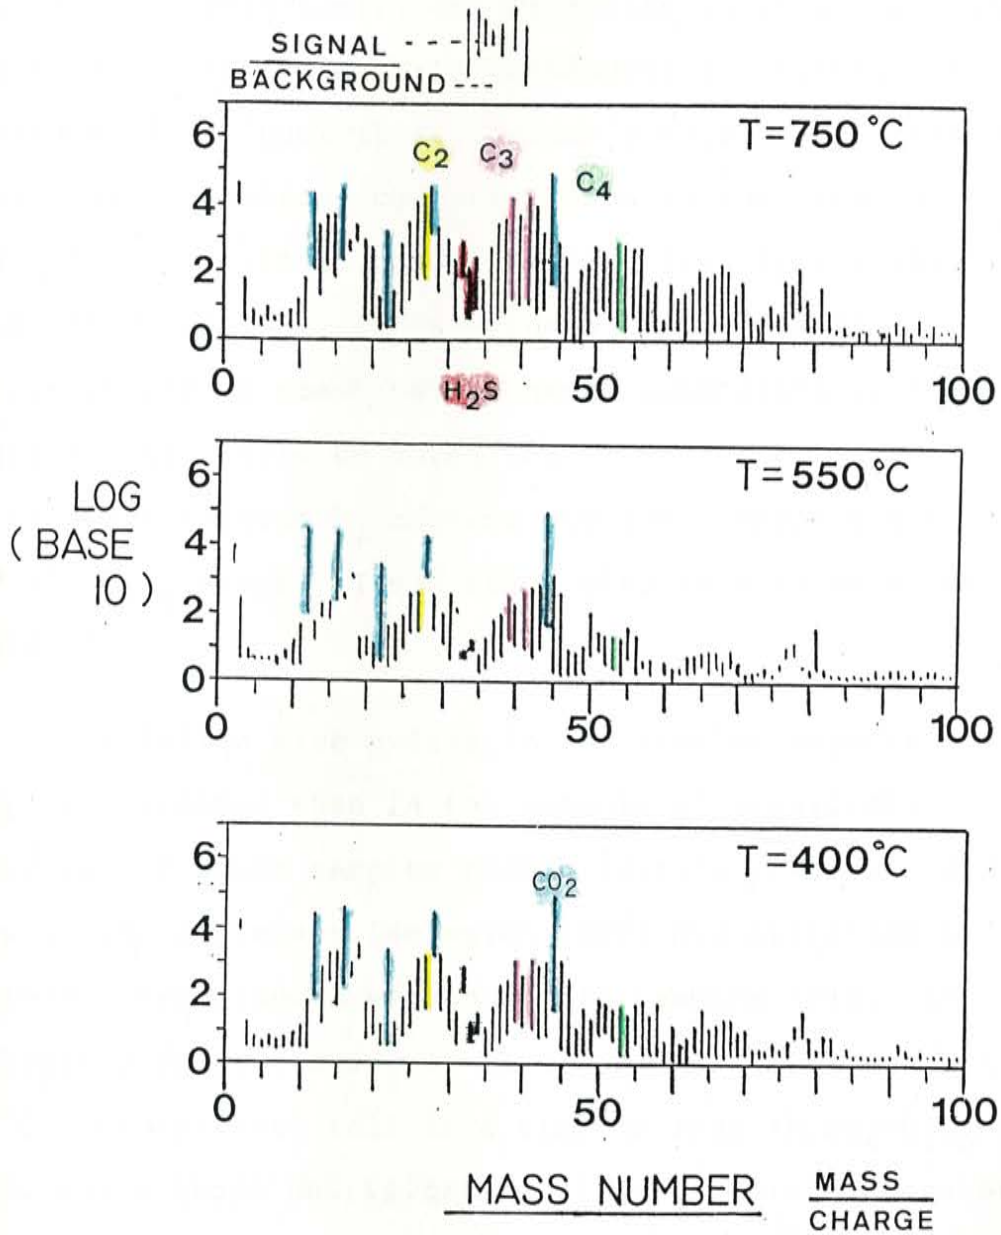 SIGNAL ---
BACKGROUND ---
T=750°C
6
4
2
0
C2
C3
C4
0
50
100
H2S
LOG
(BASE
10)
T=550°C
6
4
2
0
0
50
100
T=400°C
6
4
2
0
CO2
0
50
100
MASS NUMBER
MASS
CHARGE